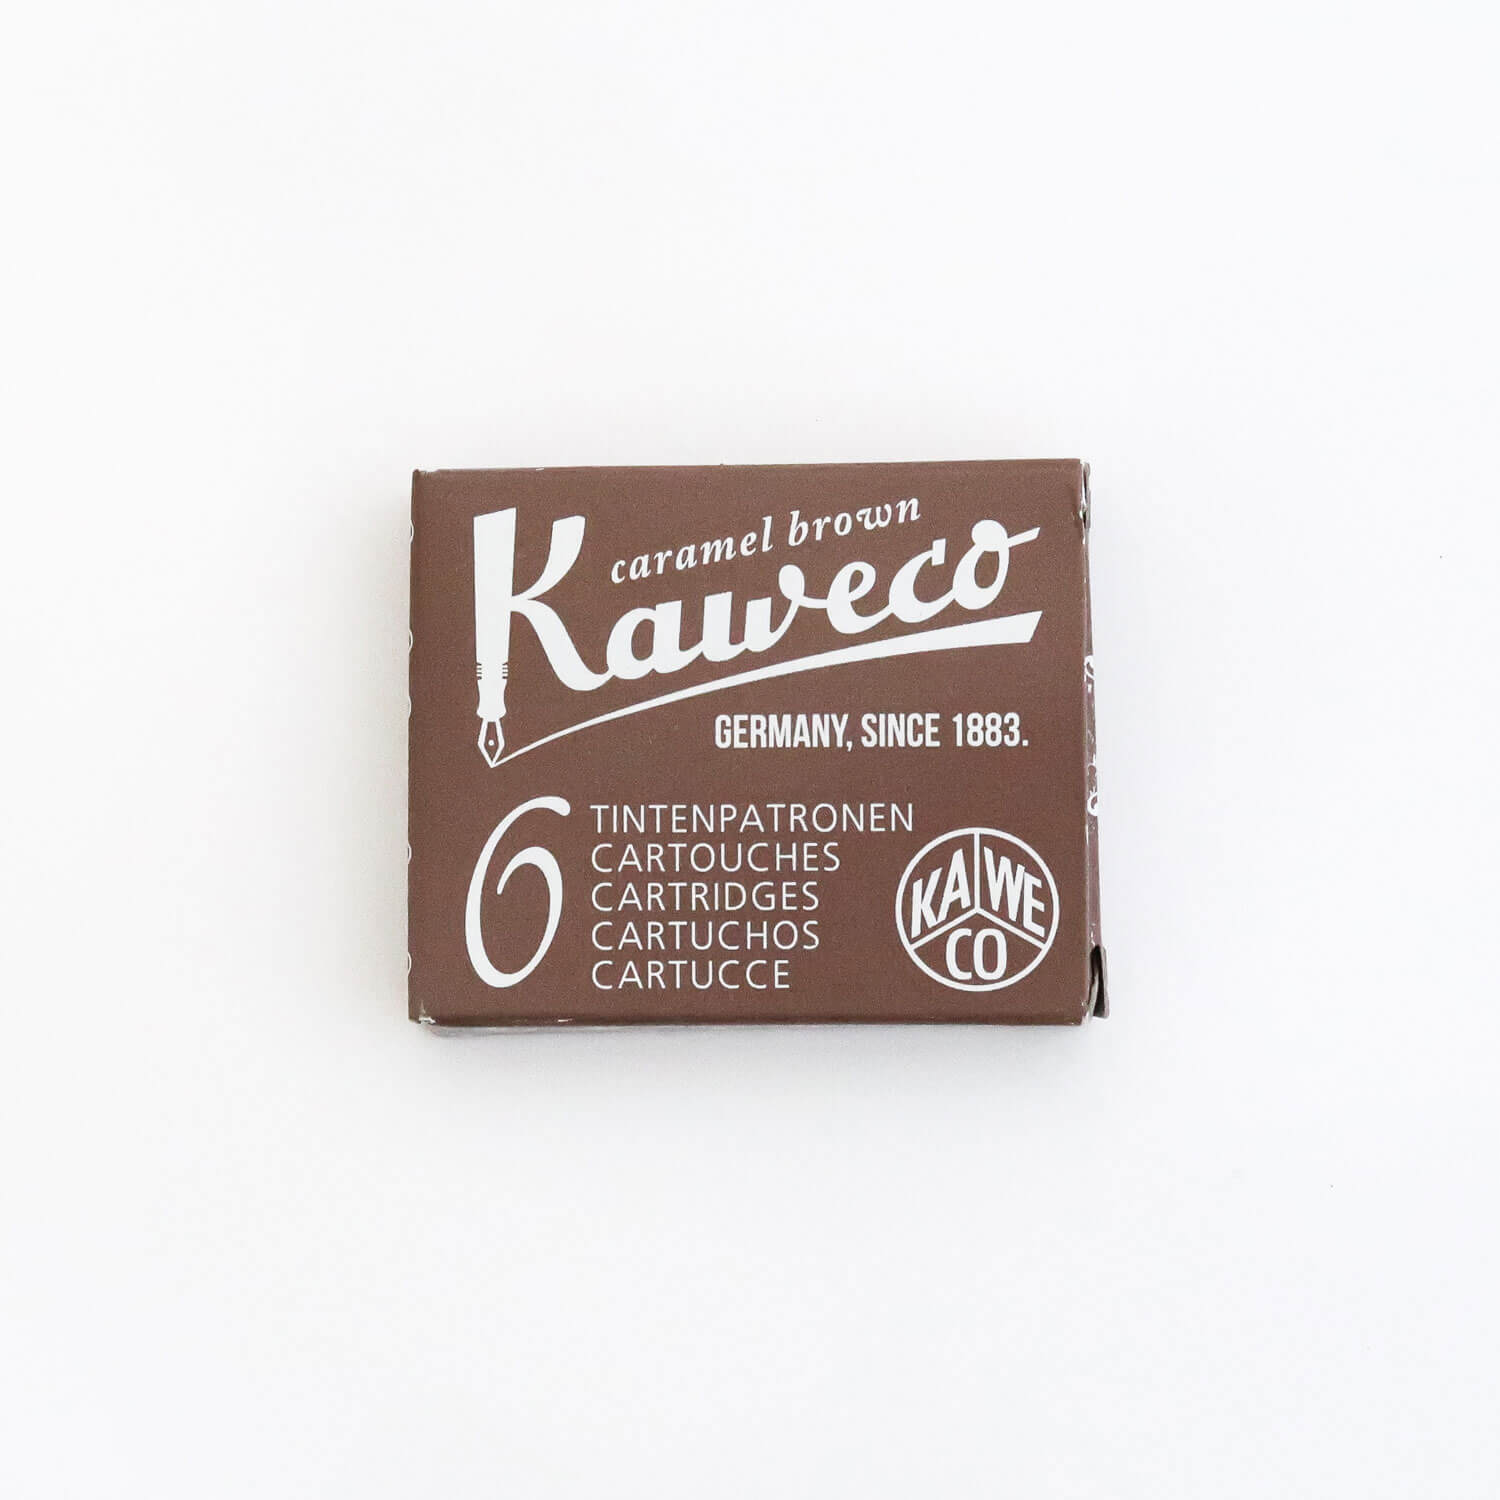 caramel brown
Kaweco
GERMANY, SINCE 1883.
6
TINTENPATRONEN
CARTOUCHES
CARTRIDGES
CARTUCHOS
CARTUCCE
KA WE
CO